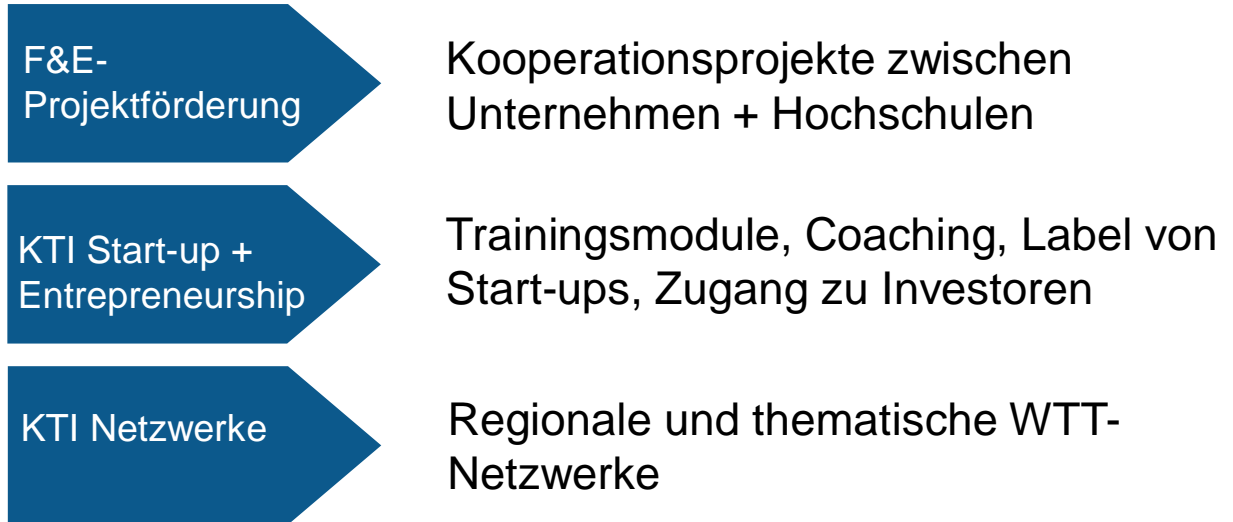 F&E-
Projektförderung
Kooperationsprojekte zwischen
Unternehmen + Hochschulen
KTI Start-up +
Entrepreneurship
Trainingsmodule, Coaching, Label von
Start-ups, Zugang zu Investoren
KTI Netzwerke
Regionale und thematische WTT-
Netzwerke